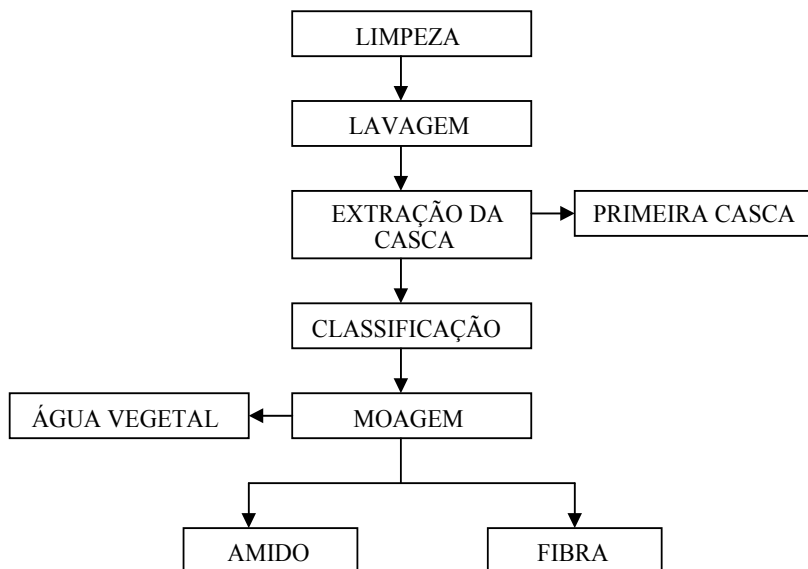 LIMPEZA
LAVAGEM
EXTRAÇÃO DA
CASCA
PRIMEIRA CASCA
CLASSIFICAÇÃO
ÁGUA VEGETAL
MOAGEM
AMIDO
FIBRA